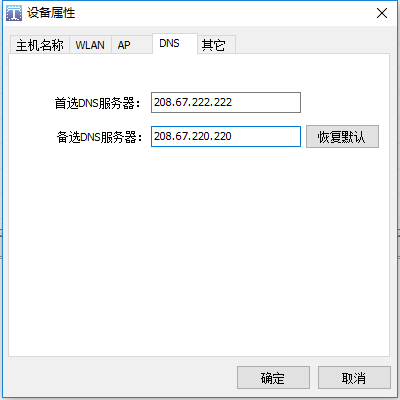 设备属性
主机名称 WLAN AP DNS 其它
首选DNS服务器： 208.67.222.222
备选DNS服务器： 208.67.220.220 恢复默认
确定 取消